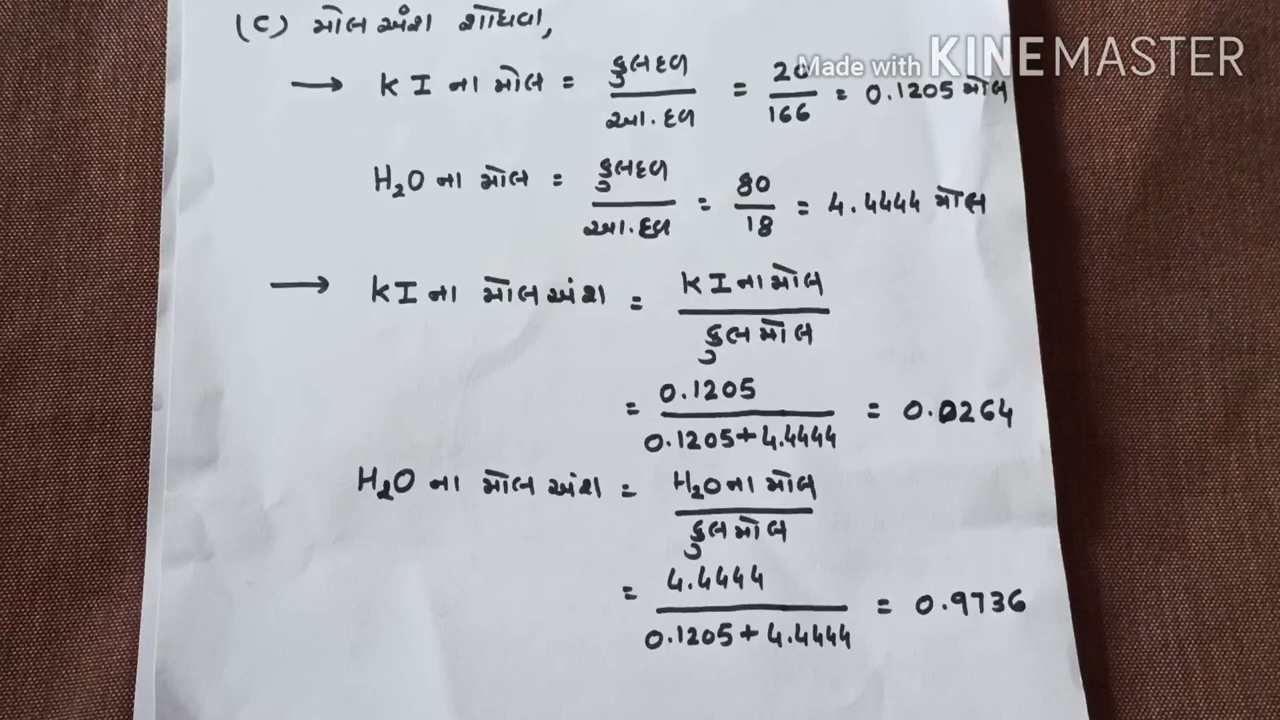 (C) મોલ અંશ શોધવા,
→ KI ના મોલ = કુલદળ / આ.દળ = 20 / 166 = 0.1205 મોલ
Made with KINEMASTER
H₂O ના મોલ = કુલદળ / આ.દળ = 80 / 18 = 4.4444 મોલ
→ KI ના મોલ અંશ = KI ના મોલ / કુલ મોલ
= 0.1205 / 0.1205+4.4444 = 0.0264
H₂O ના મોલ અંશ = H₂O ના મોલ / કુલ મોલ
= 4.4444 / 0.1205+4.4444 = 0.9736